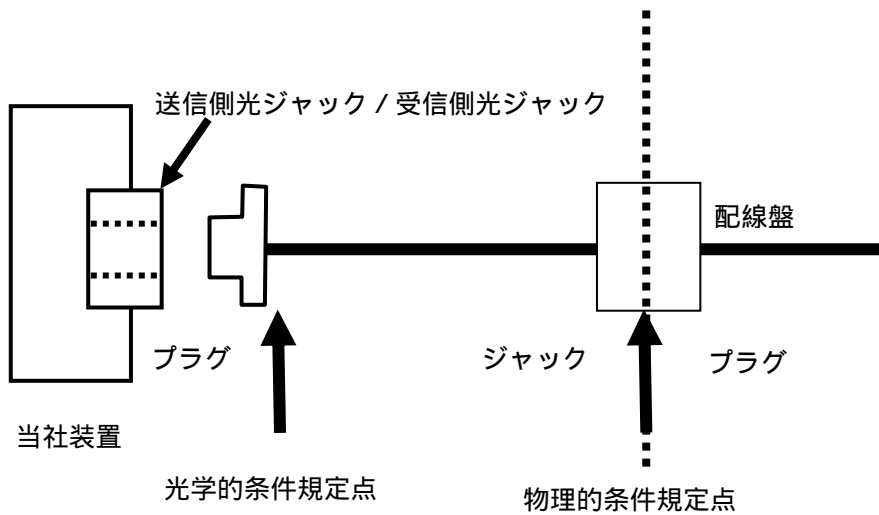 送信側光ジャック / 受信側光ジャック
配線盤
プラグ
ジャック
プラグ
当社装置
光学的条件規定点
物理的条件規定点